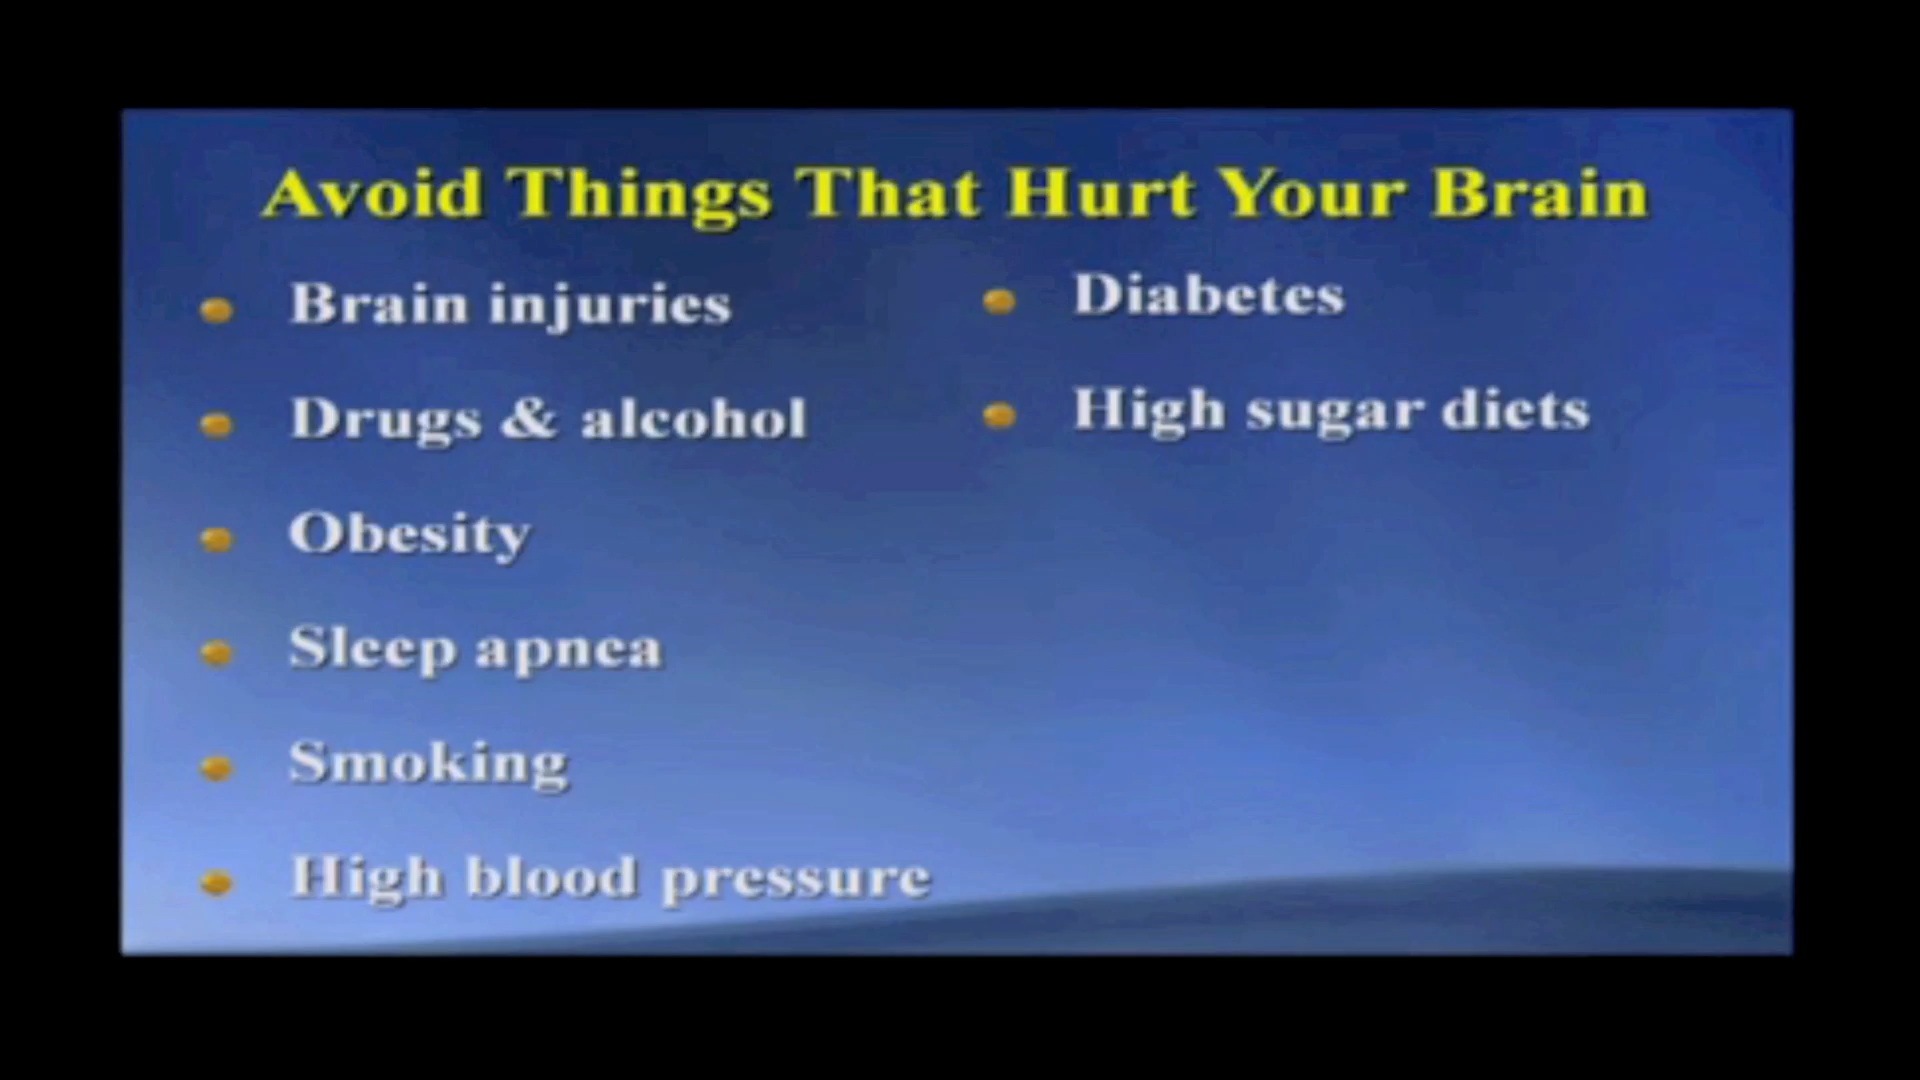 Avoid Things That Hurt Your Brain
Brain injuries
Drugs & alcohol
Obesity
Sleep apnea
Smoking
High blood pressure
Diabetes
High sugar diets